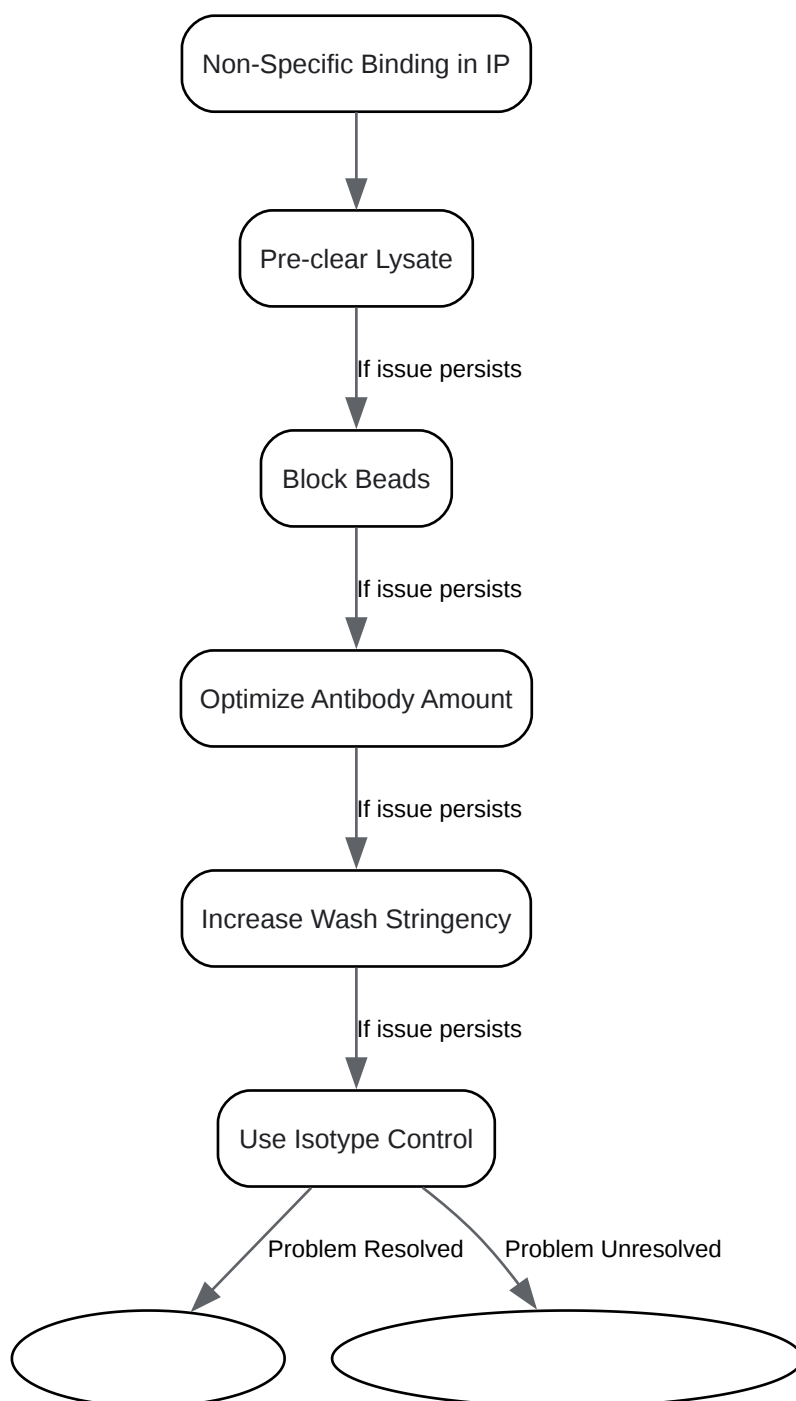 Non-Specific Binding in IP
Pre-clear Lysate
If issue persists
Block Beads
If issue persists
Optimize Antibody Amount
If issue persists
Increase Wash Stringency
If issue persists
Use Isotype Control
Problem Resolved
Problem Unresolved